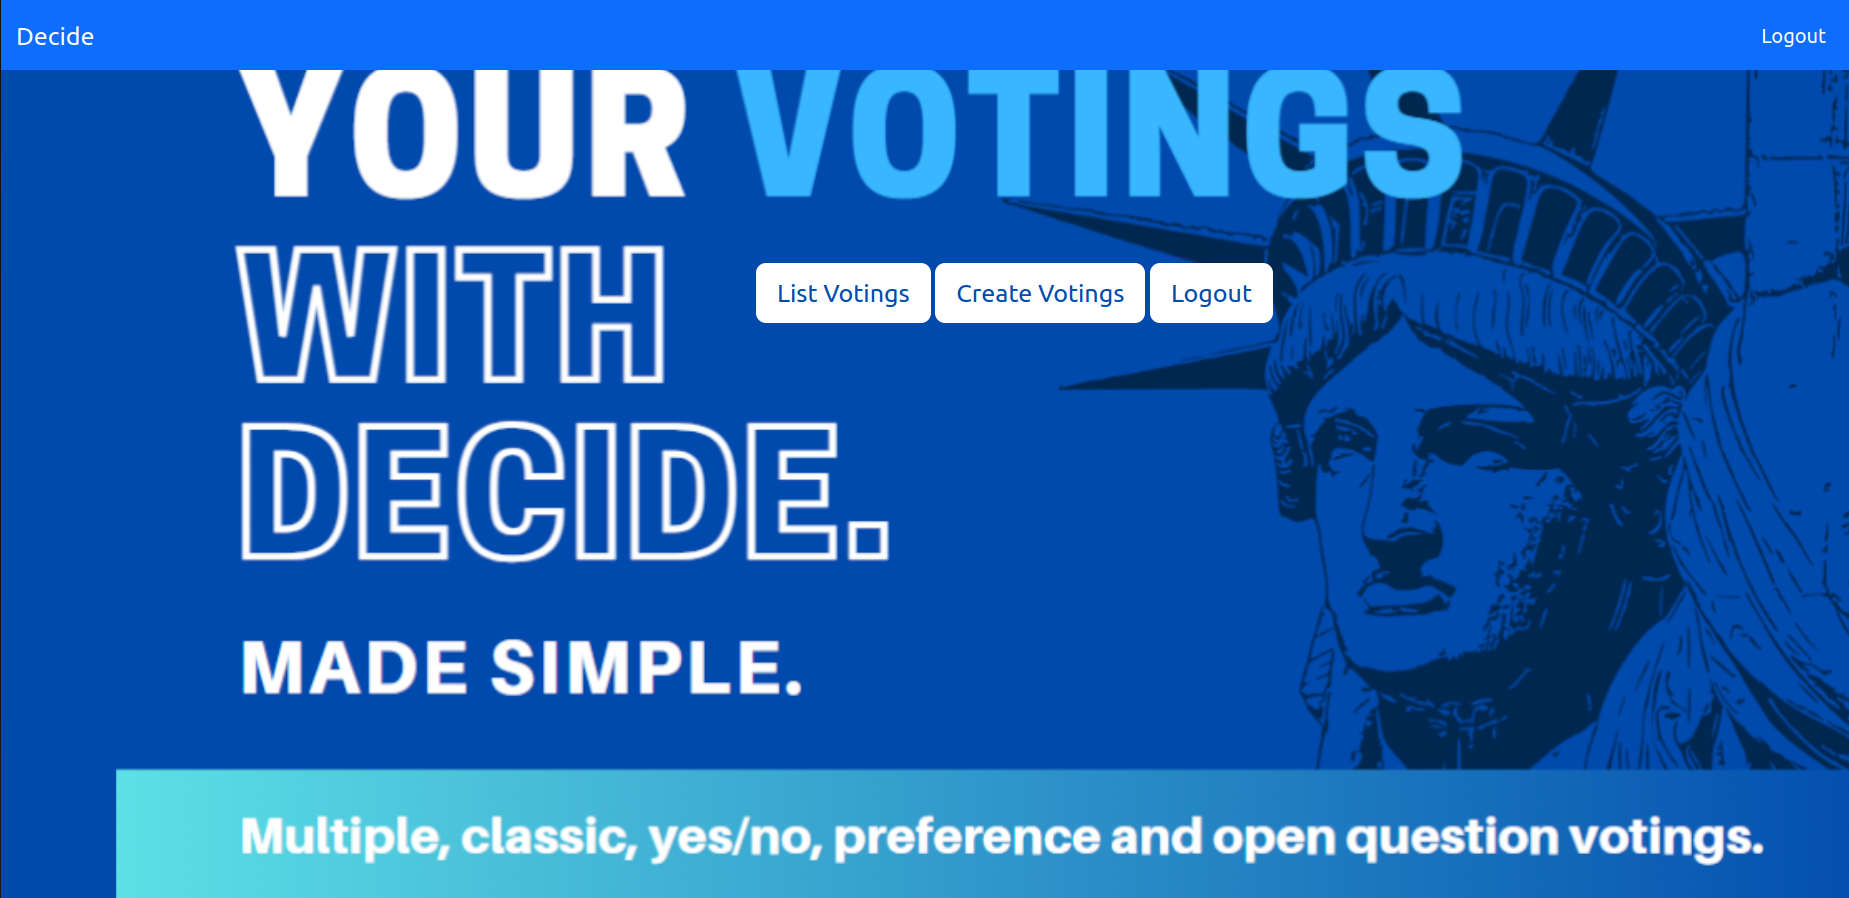 Decide
Logout
YOUR VOTINGS
WITH
List Votings
Create Votings
Logout
DECIDE.
MADE SIMPLE.
Multiple, classic, yes/no, preference and open question votings.